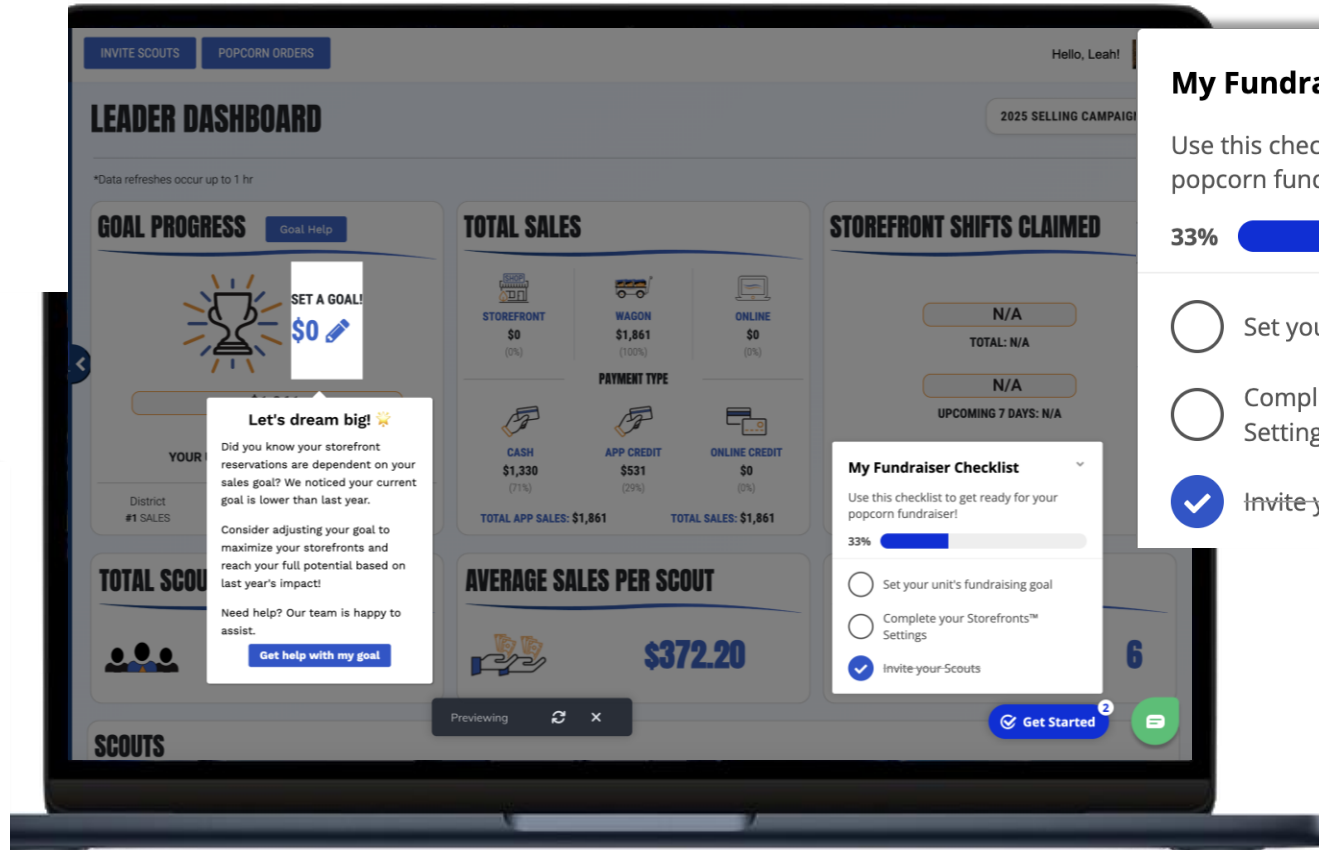 INVITE SCOUTS
POPCORN ORDERS
Hello, Leah!
LEADER DASHBOARD
2025 SELLING CAMPAIGN
*Data refreshes occur up to 1 hr
GOAL PROGRESS
Goal Help
SET A GOAL!
$0
YOUR
District
#1 SALES
Let's dream big! 🌟
Did you know your storefront
reservations are dependent on your
sales goal? We noticed your current
goal is lower than last year.
Consider adjusting your goal to
maximize your storefronts and
reach your full potential based on
last year's impact!
Need help? Our team is happy to
assist.
Get help with my goal
TOTAL SALES
SHOP
STOREFRONT
$0
(0%)
WAGON
$1,861
(100%)
ONLINE
$0
(0%)
PAYMENT TYPE
CASH
$1,330
(71%)
APP CREDIT
$531
(29%)
ONLINE CREDIT
$0
(0%)
TOTAL APP SALES: $1,861
TOTAL SALES: $1,861
STOREFRONT SHIFTS CLAIMED
N/A
TOTAL: N/A
N/A
UPCOMING 7 DAYS: N/A
My Fundraiser Checklist
Use this checklist to get ready for your
popcorn fundraiser!
33%
Set your unit's fundraising goal
Complete your Storefronts™
Settings
Invite your Scouts
TOTAL SCOU
AVERAGE SALES PER SCOUT
$372.20
6
Previewing
Get Started
2
SCOUTS
My Fundra
Use this chec
popcorn fund
33%
Set you
Compl
Setting
Invite y